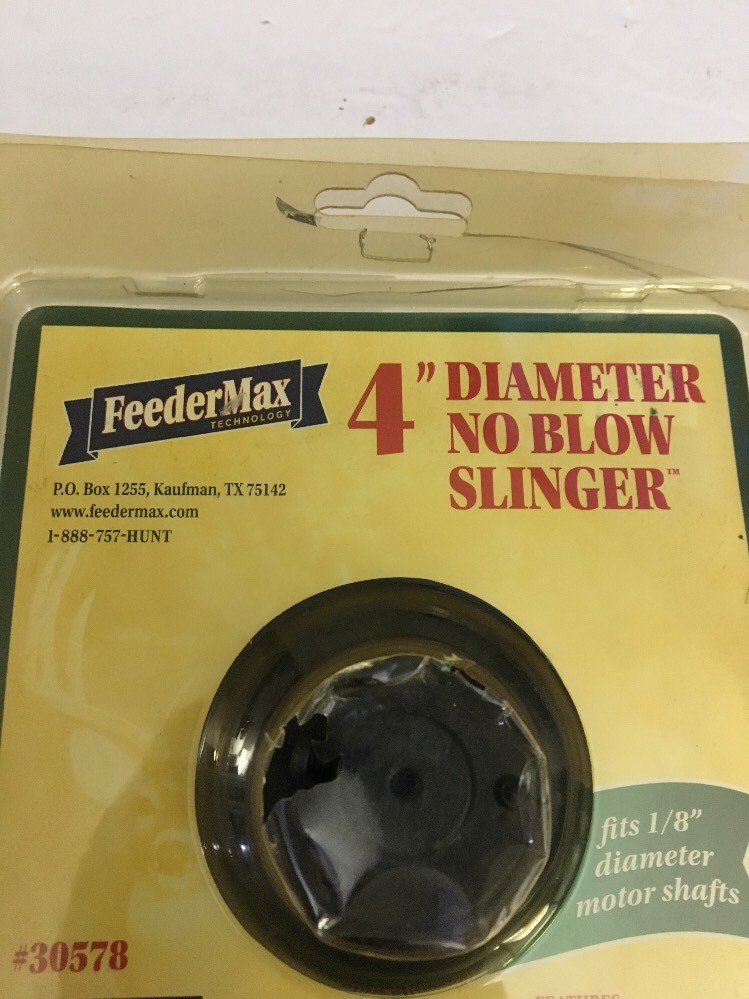 FeederMax
TECHNOLOGY
4" DIAMETER
NO BLOW
SLINGER™
P.O. Box 1255, Kaufman, TX 75142
www.feedermax.com
1-888-757-HUNT
fits 1/8"
diameter
motor shafts
#30578
FEATURES